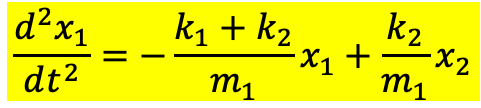 d²x₁/dt² = −(k₁ + k₂)/m₁ x₁ + k₂/m₁ x₂